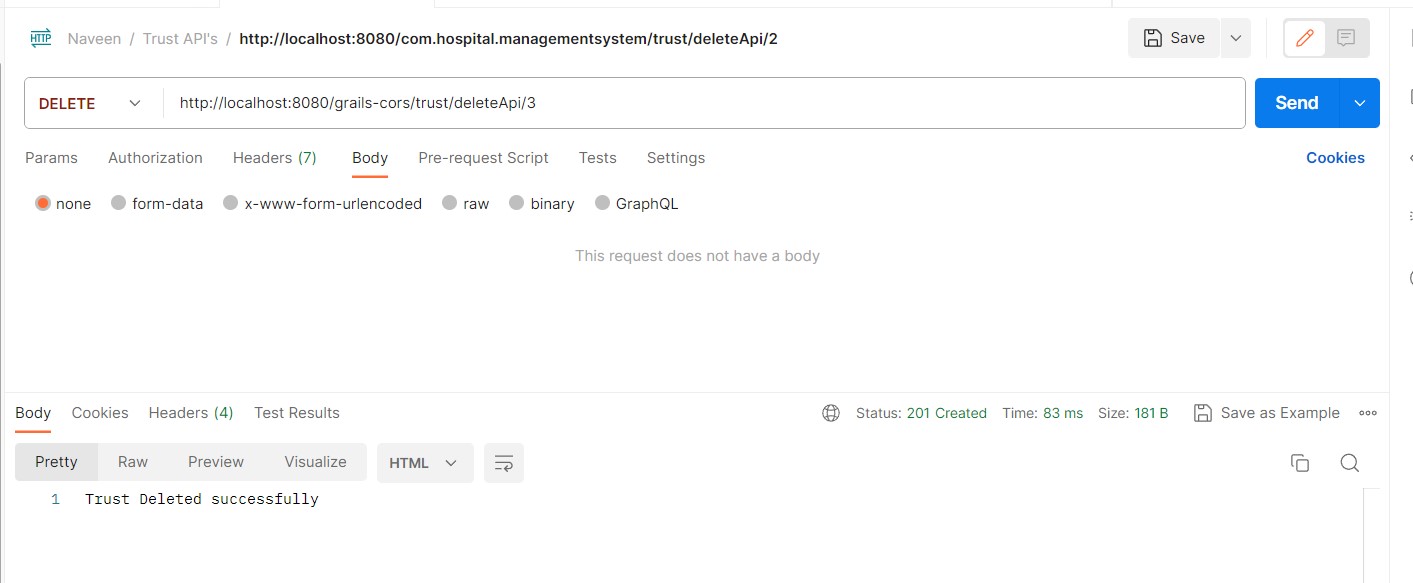 HTTP Naveen / Trust API's / http://localhost:8080/com.hospital.managementsystem/trust/deleteApi/2 Save
DELETE http://localhost:8080/grails-cors/trust/deleteApi/3 Send
Params Authorization Headers (7) Body Pre-request Script Tests Settings Cookies
none form-data x-www-form-urlencoded raw binary GraphQL
This request does not have a body
Body Cookies Headers (4) Test Results Status: 201 Created Time: 83 ms Size: 181 B Save as Example
Pretty Raw Preview Visualize HTML
1 Trust Deleted successfully